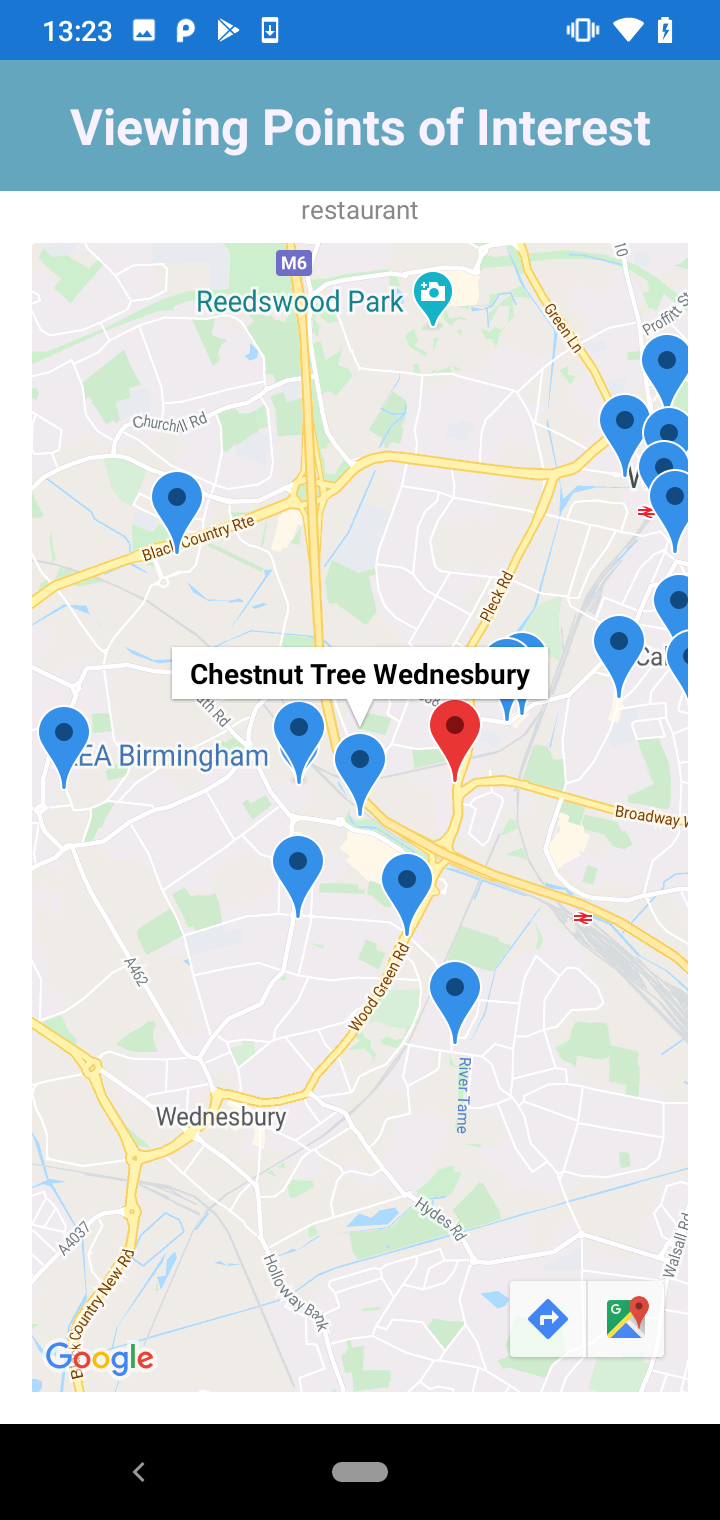 13:23
Viewing Points of Interest
restaurant
M6
Reedswood Park
Green Ln
Proffitt St
Churchill Rd
Black Country Rte
Pleck Rd
Chestnut Tree Wednesbury
EA Birmingham
Broadway W
A462
Wood Green Rd
River Tame
Wednesbury
Hydes Rd
A4037
Walsall Rd
Holloway Bank
Black Country New Rd
G
Google